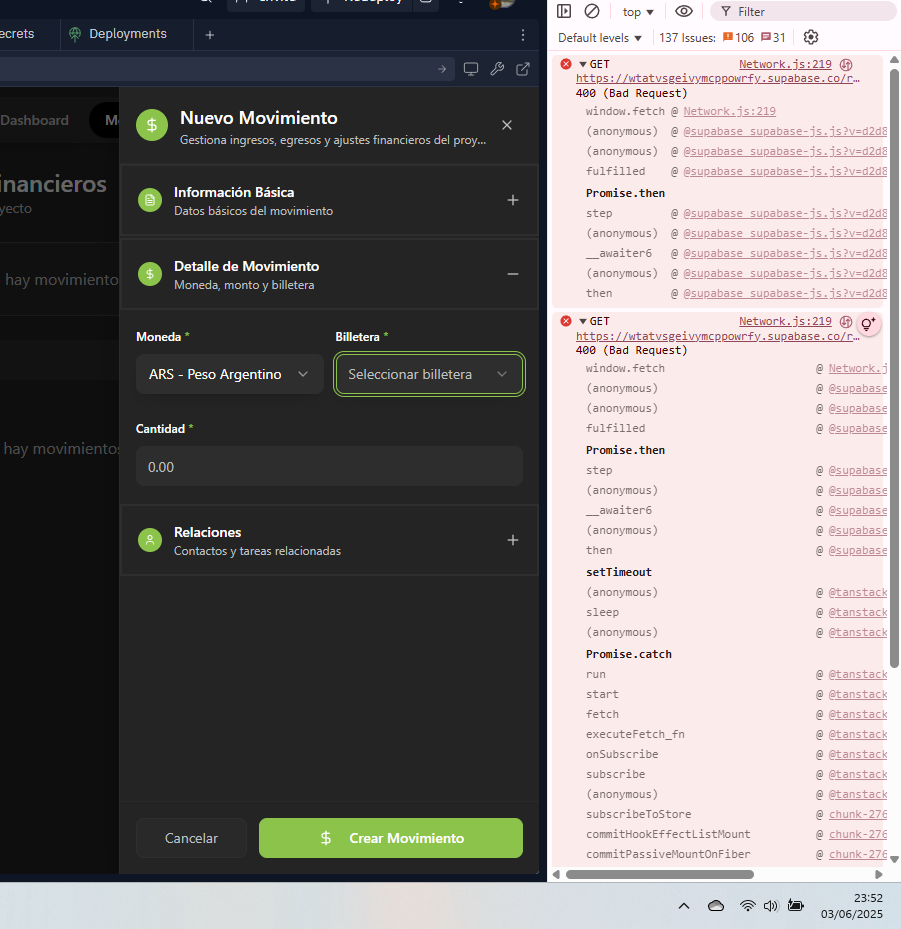 ecrets
Deployments
+
Dashboard
M
inancieros
yecto
hay movimiento
hay movimientos
Nuevo Movimiento
Gestiona ingresos, egresos y ajustes financieros del proy...
Información Básica
Datos básicos del movimiento
Detalle de Movimiento
Moneda, monto y billetera
Moneda *
Billetera *
ARS - Peso Argentino
Seleccionar billetera
Cantidad *
0.00
Relaciones
Contactos y tareas relacionadas
Cancelar
$ Crear Movimiento
top
Filter
Default levels
137 Issues: 106 31
GET Network.js:219
https://wtatvsgeivymcppowrfy.supabase.co/r…
400 (Bad Request)
window.fetch @ Network.js:219
(anonymous) @ @supabase_supabase-js.js?v=d2d8
(anonymous) @ @supabase_supabase-js.js?v=d2d8
fulfilled @ @supabase_supabase-js.js?v=d2d8
Promise.then
step @ @supabase_supabase-js.js?v=d2d8
(anonymous) @ @supabase_supabase-js.js?v=d2d8
__awaiter6 @ @supabase_supabase-js.js?v=d2d8
(anonymous) @ @supabase_supabase-js.js?v=d2d8
then @ @supabase_supabase-js.js?v=d2d8
GET Network.js:219
https://wtatvsgeivymcppowrfy.supabase.co/r…
400 (Bad Request)
window.fetch @ Network.j
(anonymous) @ @supabase
(anonymous) @ @supabase
fulfilled @ @supabase
Promise.then
step @ @supabase
(anonymous) @ @supabase
__awaiter6 @ @supabase
(anonymous) @ @supabase
then @ @supabase
setTimeout
(anonymous) @ @tanstack
sleep @ @tanstack
(anonymous) @ @tanstack
Promise.catch
run @ @tanstack
start @ @tanstack
fetch @ @tanstack
executeFetch_fn @ @tanstack
onSubscribe @ @tanstack
subscribe @ @tanstack
(anonymous) @ @tanstack
subscribeToStore @ chunk-276
commitHookEffectListMount @ chunk-276
commitPassiveMountOnFiber @ chunk-276
23:52
03/06/2025